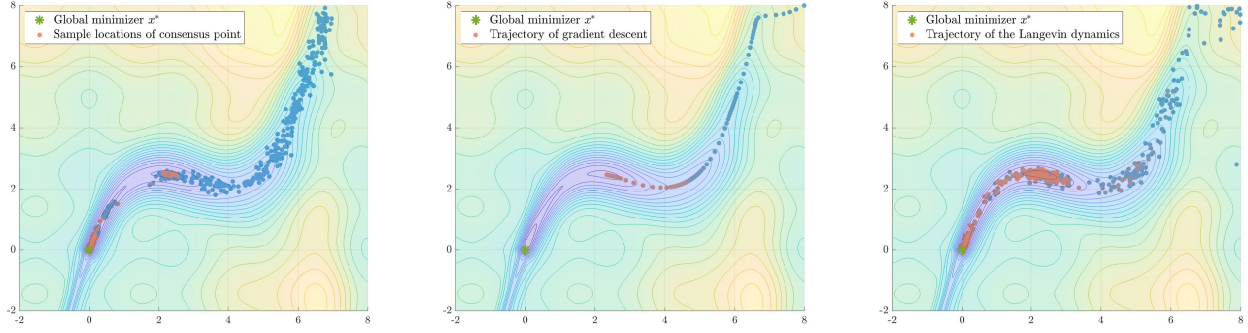 Global minimizer x*
Sample locations of consensus point
8
6
4
2
0
-2
-2 0 2 4 6 8
Global minimizer x*
Trajectory of gradient descent
8
6
4
2
0
-2
-2 0 2 4 6 8
Global minimizer x*
Trajectory of the Langevin dynamics
8
6
4
2
0
-2
-2 0 2 4 6 8